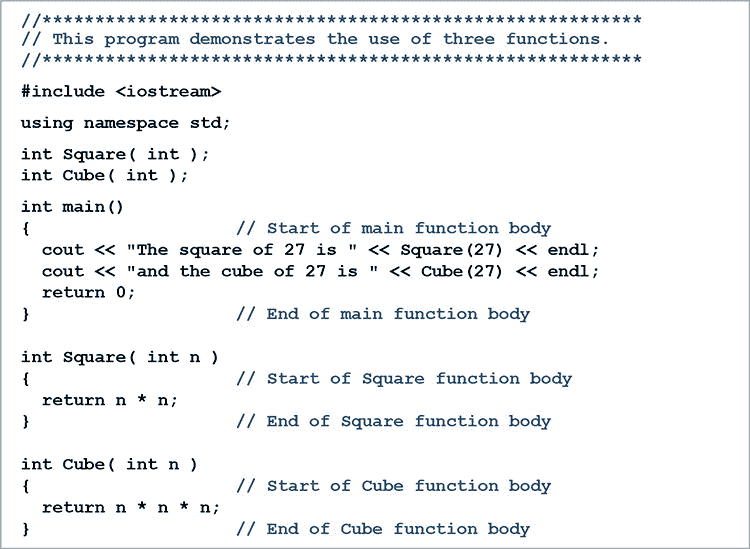 //*********************************************************
// This program demonstrates the use of three functions.
//*********************************************************
#include <iostream>
using namespace std;
int Square( int );
int Cube( int );
int main()
{ // Start of main function body
cout << "The square of 27 is " << Square(27) << endl;
cout << "and the cube of 27 is " << Cube(27) << endl;
return 0;
} // End of main function body
int Square( int n )
{ // Start of Square function body
return n * n;
} // End of Square function body
int Cube( int n )
{ // Start of Cube function body
return n * n * n;
} // End of Cube function body